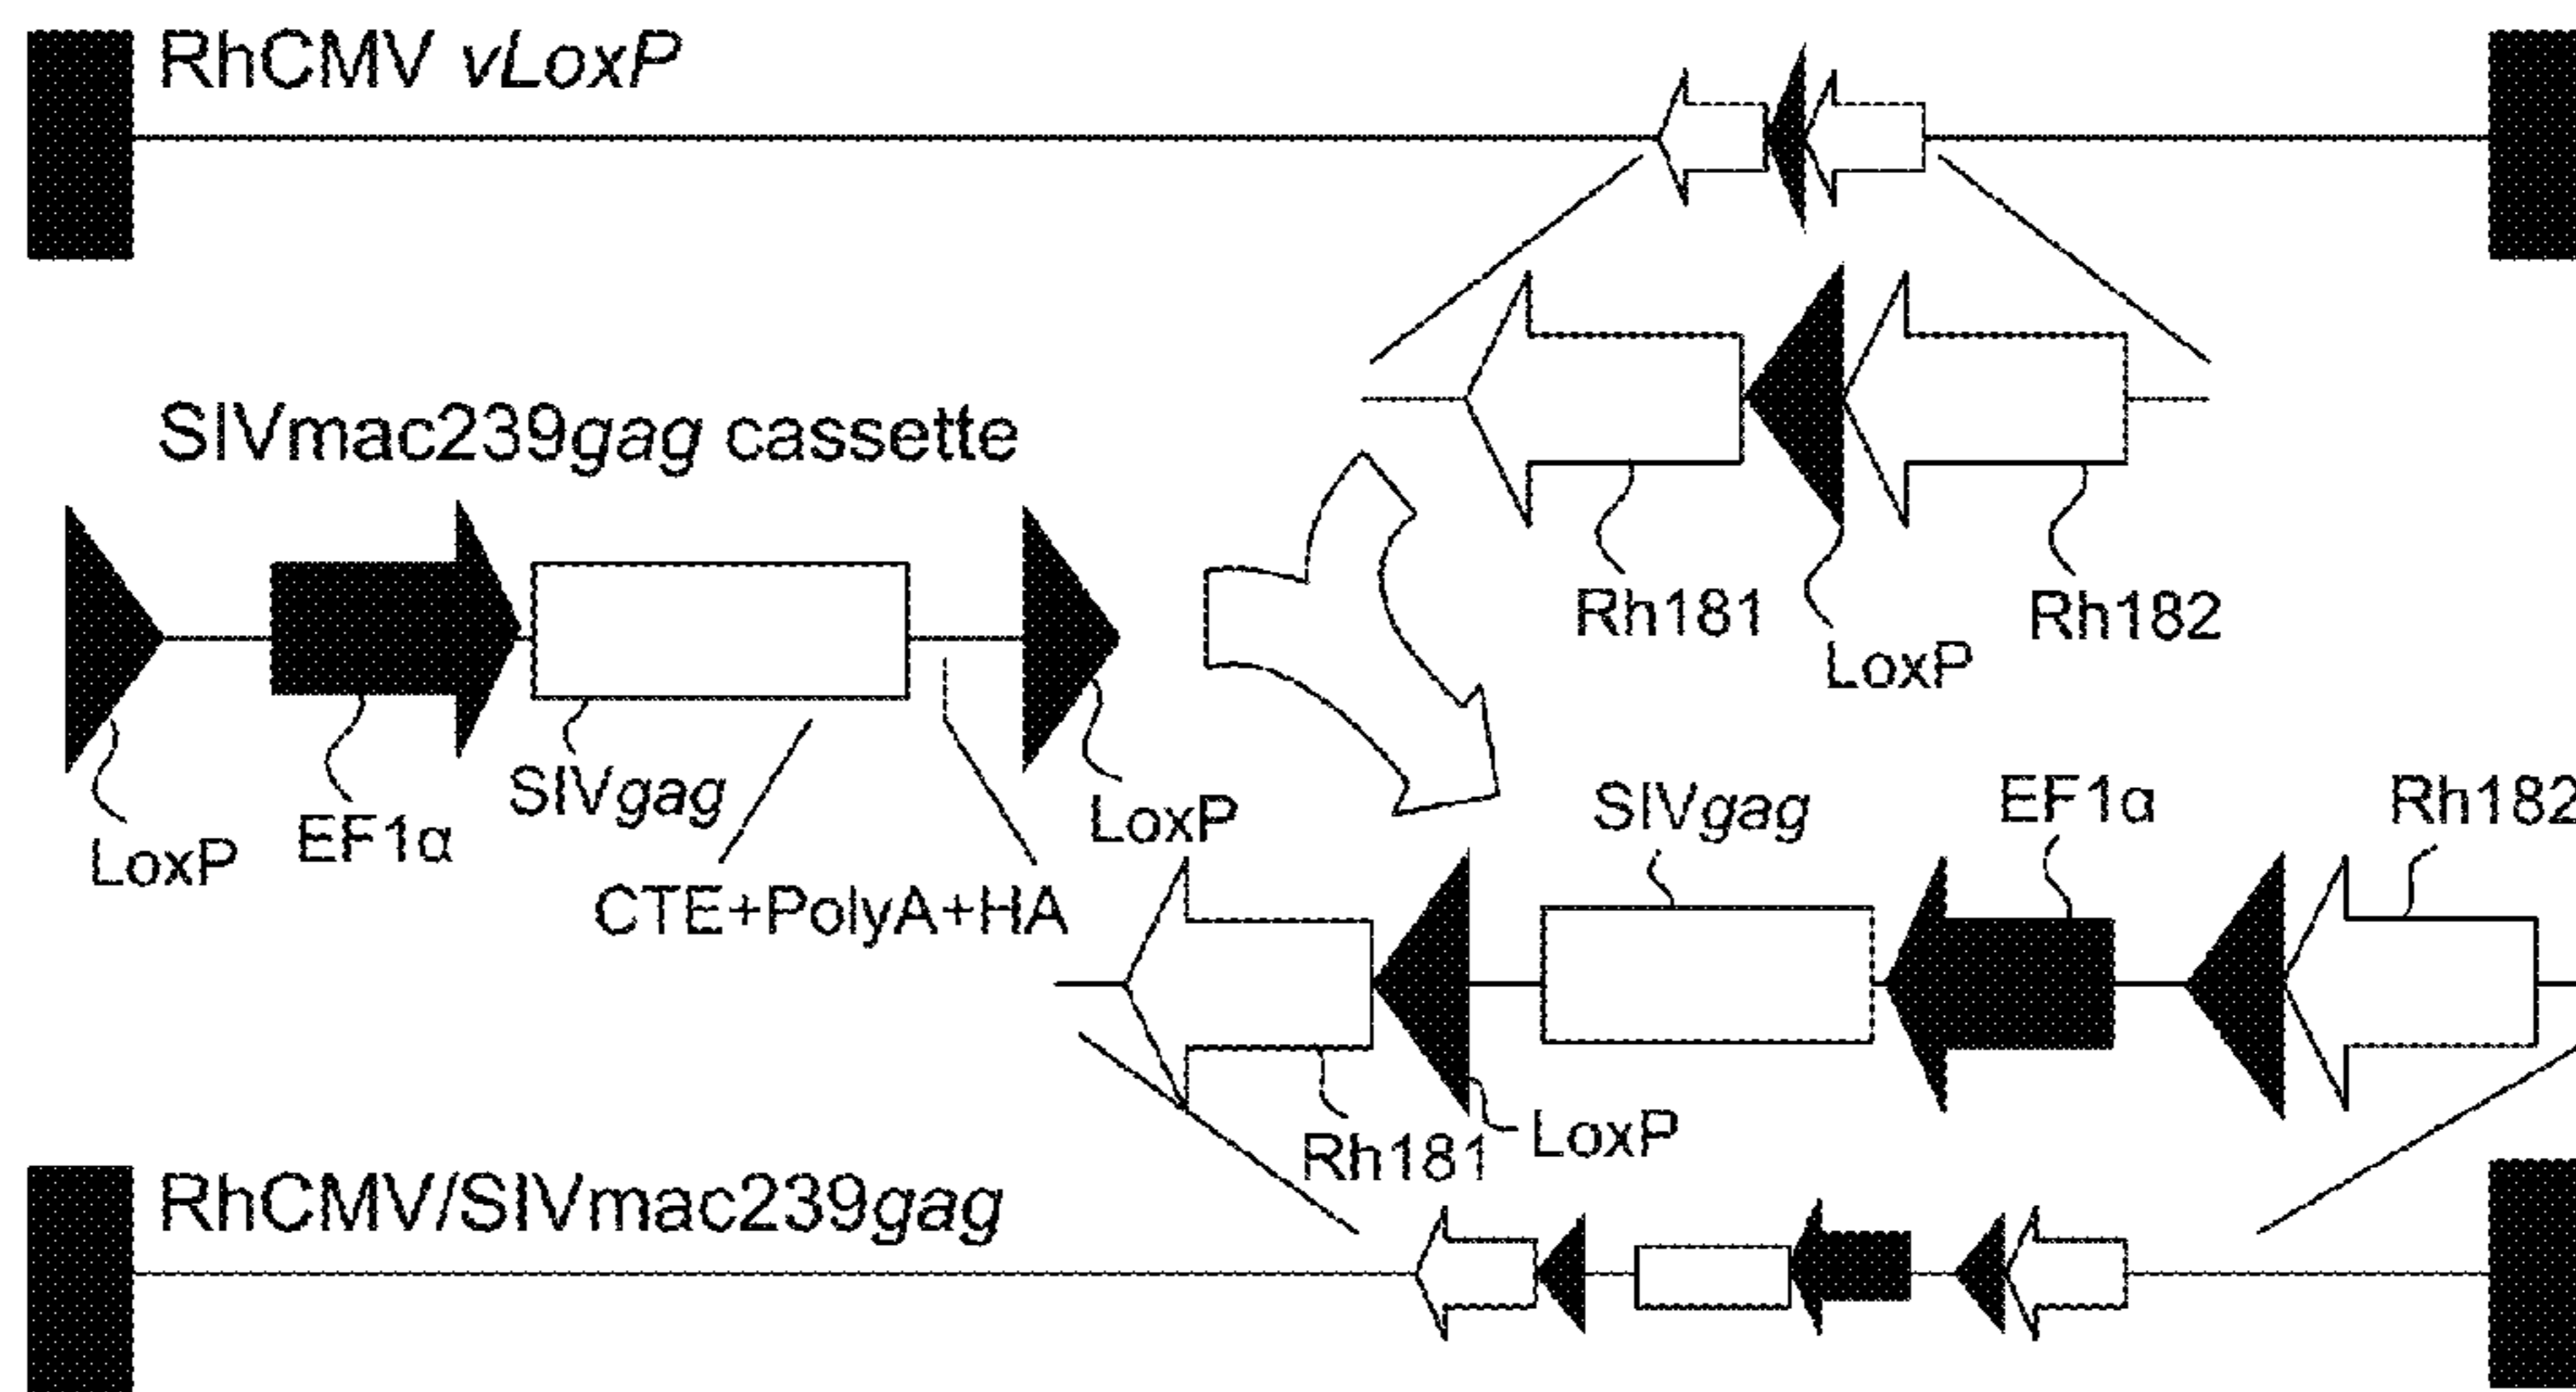 RhCMV vLoxP
SIVmac239gag cassette
Rh181
LoxP
Rh182
LoxP
EF1α
SIVgag
LoxP
CTE+PolyA+HA
SIVgag
EF1α
Rh182
Rh181
LoxP
RhCMV/SIVmac239gag